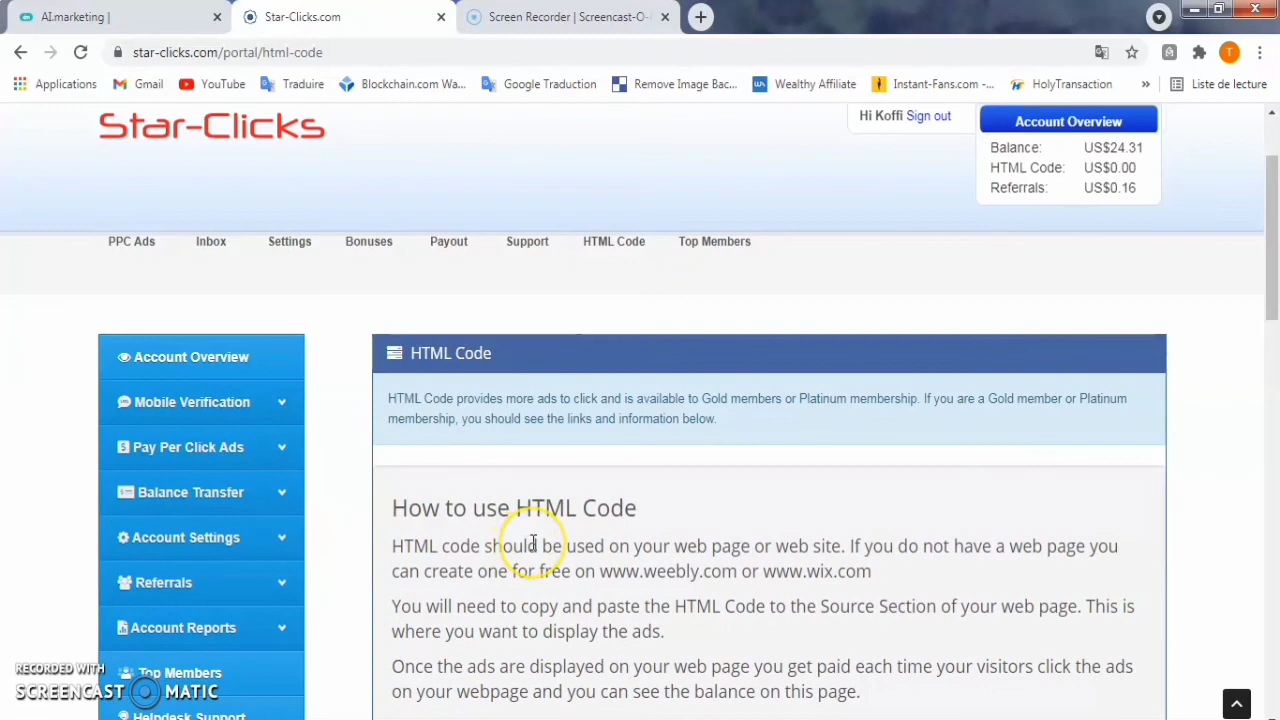 AI.marketing |
Star-Clicks.com
Screen Recorder | Screencast-O-
star-clicks.com/portal/html-code
T
Applications
Gmail
YouTube
Traduire
Blockchain.com Wa...
Google Traduction
Remove Image Bac...
Wealthy Affiliate
Instant-Fans.com -...
HolyTransaction
»
Liste de lecture
Star-Clicks
Hi Koffi Sign out
Account Overview
Balance: US$24.31
HTML Code: US$0.00
Referrals: US$0.16
PPC Ads Inbox Settings Bonuses Payout Support HTML Code Top Members
Account Overview
Mobile Verification
Pay Per Click Ads
Balance Transfer
Account Settings
Referrals
Account Reports
Top Members
Helpdesk Support
HTML Code
HTML Code provides more ads to click and is available to Gold members or Platinum membership. If you are a Gold member or Platinum
membership, you should see the links and information below.
How to use HTML Code
HTML code should be used on your web page or web site. If you do not have a web page you
can create one for free on www.weebly.com or www.wix.com
You will need to copy and paste the HTML Code to the Source Section of your web page. This is
where you want to display the ads.
Once the ads are displayed on your web page you get paid each time your visitors click the ads
on your webpage and you can see the balance on this page.
RECORDED WITH
SCREENCAST MATIC